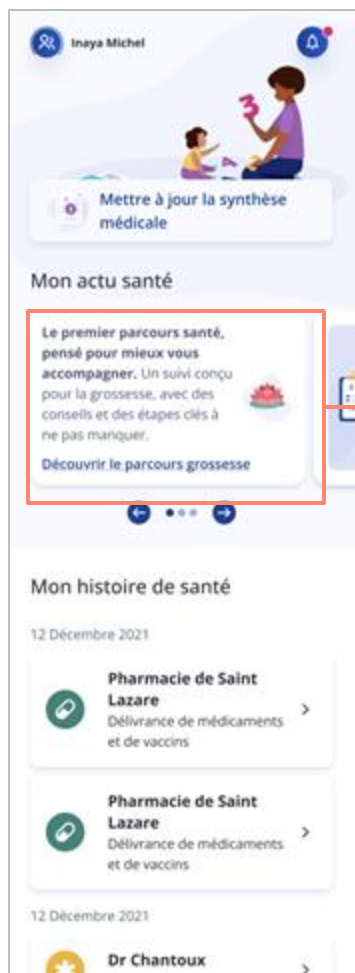 Inaya Michel
3
Mettre à jour la synthèse
médicale
Mon actu santé
Le premier parcours santé,
pensé pour mieux vous
accompagner. Un suivi conçu
pour la grossesse, avec des
conseils et des étapes clés à
ne pas manquer.
Découvrir le parcours grossesse
Mon histoire de santé
12 Décembre 2021
Pharmacie de Saint
Lazare
Délivrance de médicaments
et de vaccins
Pharmacie de Saint
Lazare
Délivrance de médicaments
et de vaccins
12 Décembre 2021
Dr Chantoux